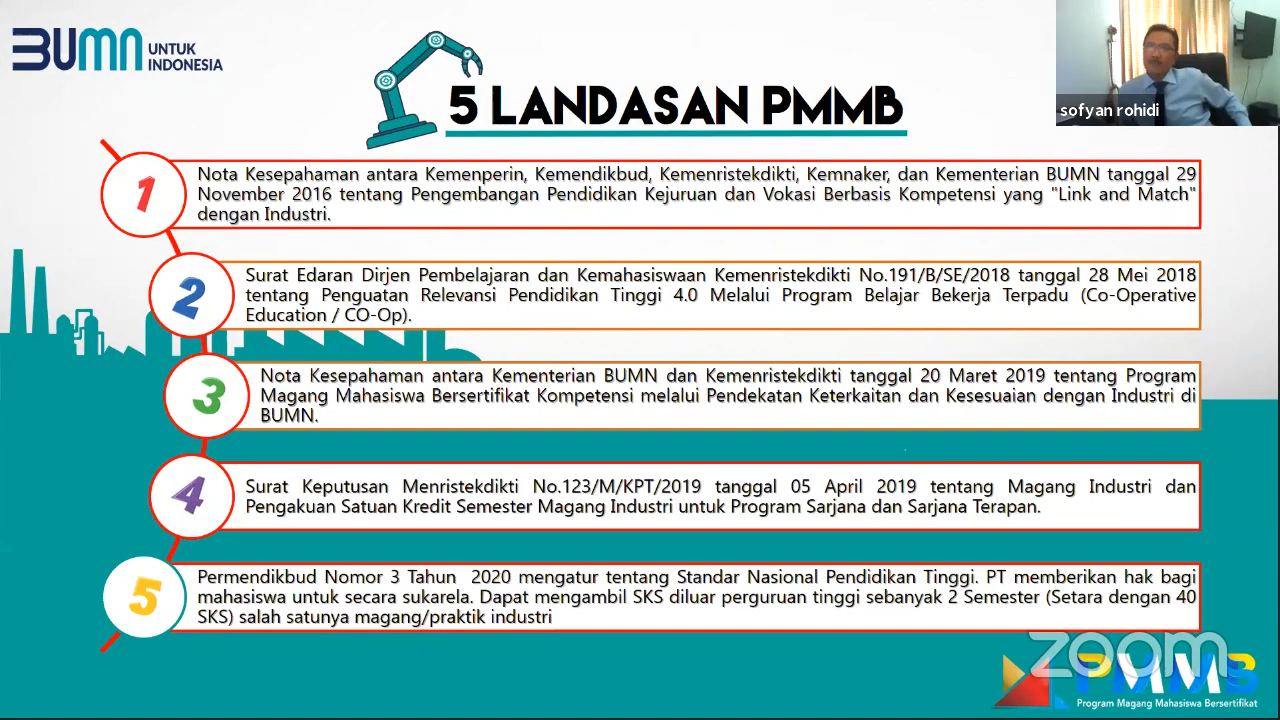 BUMN UNTUK
INDONESIA
5 LANDASAN PMMB
sofyan rohidi
1
Nota Kesepahaman antara Kemenperin, Kemendikbud, Kemenristekdikti, Kemnaker, dan Kementerian BUMN tanggal 29
November 2016 tentang Pengembangan Pendidikan Kejuruan dan Vokasi Berbasis Kompetensi yang "Link and Match"
dengan Industri.
2
Surat Edaran Dirjen Pembelajaran dan Kemahasiswaan Kemenristekdikti No.191/B/SE/2018 tanggal 28 Mei 2018
tentang Penguatan Relevansi Pendidikan Tinggi 4.0 Melalui Program Belajar Bekerja Terpadu (Co-Operative
Education / CO-Op).
3
Nota Kesepahaman antara Kementerian BUMN dan Kemenristekdikti tanggal 20 Maret 2019 tentang Program
Magang Mahasiswa Bersertifikat Kompetensi melalui Pendekatan Keterkaitan dan Kesesuaian dengan Industri di
BUMN.
4
Surat Keputusan Menristekdikti No.123/M/KPT/2019 tanggal 05 April 2019 tentang Magang Industri dan
Pengakuan Satuan Kredit Semester Magang Industri untuk Program Sarjana dan Sarjana Terapan.
5
Permendikbud Nomor 3 Tahun 2020 mengatur tentang Standar Nasional Pendidikan Tinggi. PT memberikan hak bagi
mahasiswa untuk secara sukarela. Dapat mengambil SKS diluar perguruan tinggi sebanyak 2 Semester (Setara dengan 40
SKS) salah satunya magang/praktik industri
zoom
PMMB
Program Magang Mahasiswa Bersertifikat